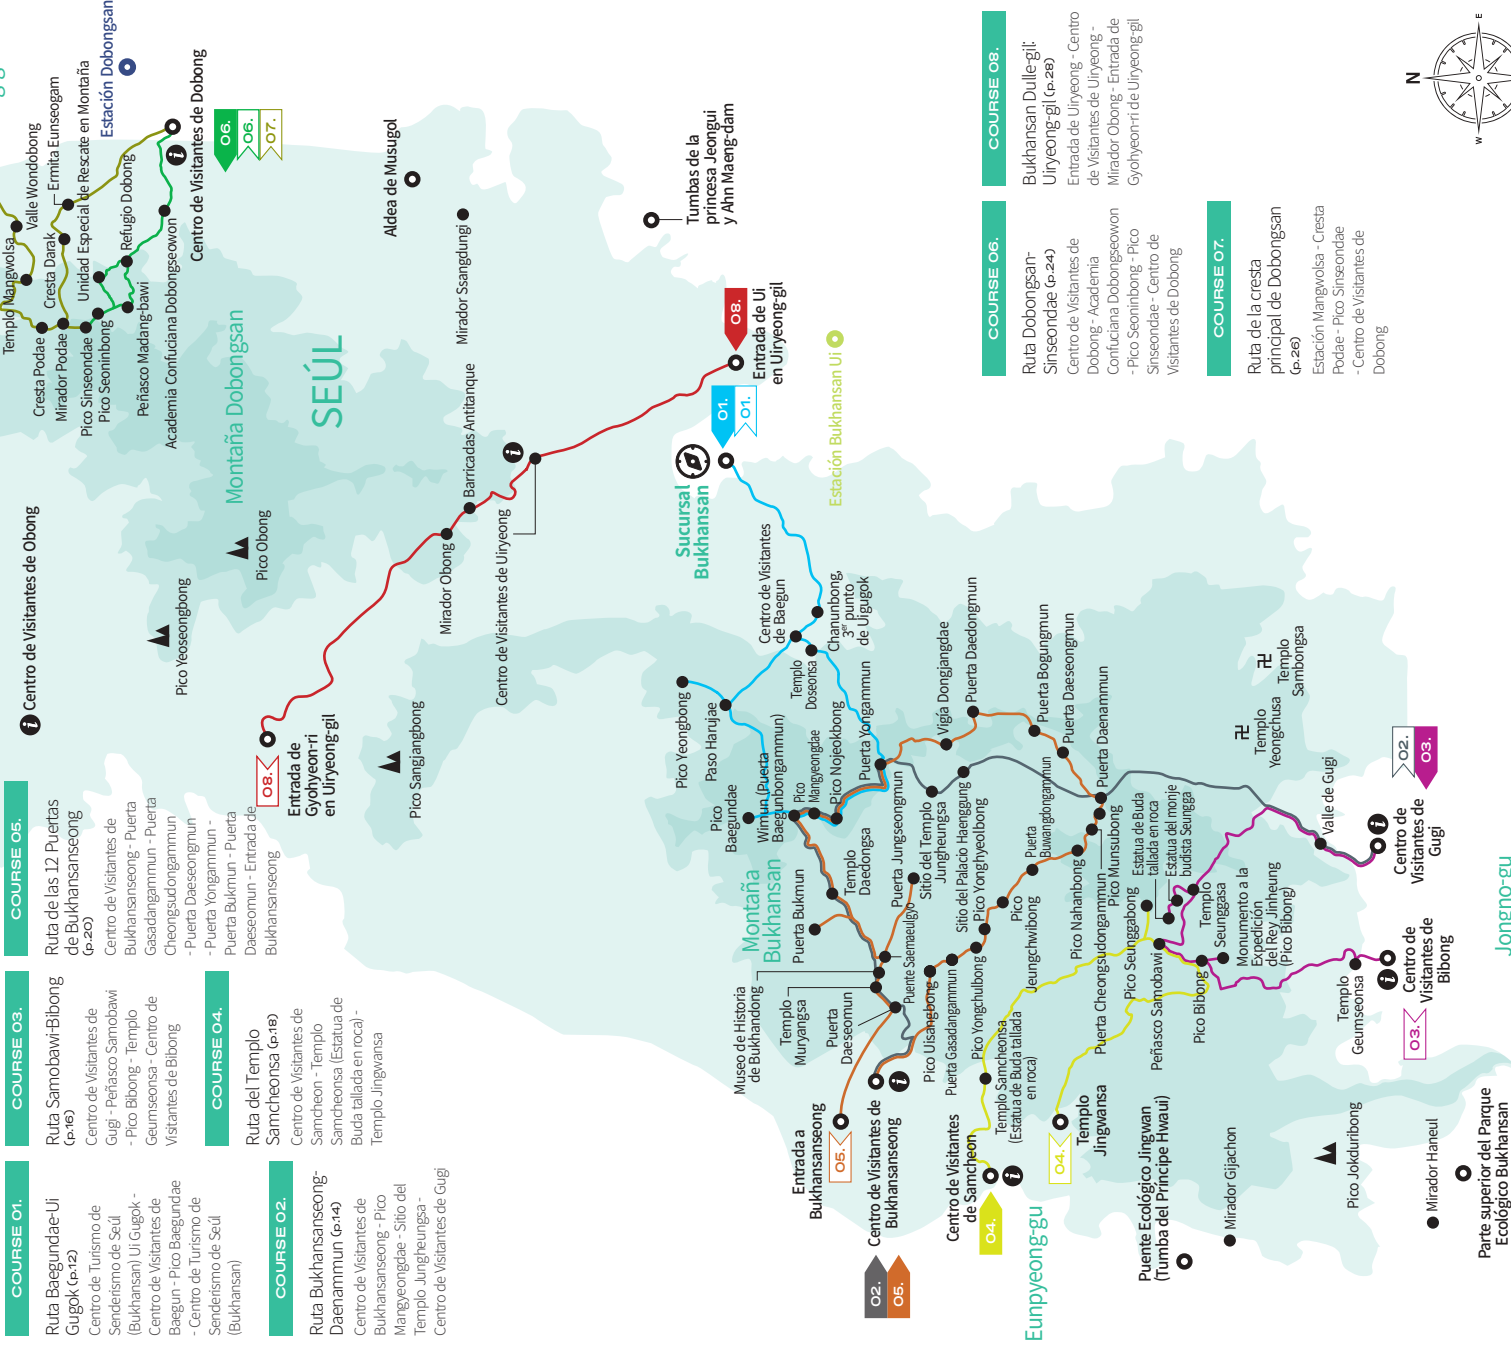 COURSE 01.
Ruta Baegundae-Ui
Gugok (p.12)
Centro de Turismo de
Senderismo de Seúl
(Bukhansan) Ui Gugok -
Centro de Visitantes de
Baegun - Pico Baegundae
- Centro de Turismo de
Senderismo de Seúl
(Bukhansan)
COURSE 02.
Ruta Bukhansanseong-
Daenammun (p.14)
Centro de Visitantes de
Bukhansanseong - Pico
Mangyeongdae - Sitio del
Templo Jungheungsa -
Centro de Visitantes de Gugi
COURSE 03.
Ruta Samobawi-Bibong
(p.16)
Centro de Visitantes de
Gugi - Peñasco Samobawi
- Pico Bibong - Templo
Geumseonsa - Centro de
Visitantes de Bibong
COURSE 04.
Ruta del Templo
Samcheonsa (p.18)
Centro de Visitantes de
Samcheon - Templo
Samcheonsa (Estatua de
Buda tallada en roca) -
Templo Jingwansa
COURSE 05.
Ruta de las 12 Puertas
de Bukhansanseong
(p.20)
Centro de Visitantes de
Bukhansanseong - Puerta
Gasadangammun - Puerta
Cheongsudongammun
- Puerta Daeseongmun
- Puerta Yongammun -
Puerta Bukmun - Puerta
Daeseomun - Entrada de
Bukhansanseong
COURSE 06.
Ruta Dobongsan-
Sinseondae (p.24)
Centro de Visitantes de
Dobong - Academia
Confuciana Dobongseowon
- Pico Seoninbong - Pico
Sinseondae - Centro de
Visitantes de Dobong
COURSE 07.
Ruta de la cresta
principal de Dobongsan
(p.26)
Estación Mangwolsa - Cresta
Podae - Pico Sinseondae
- Centro de Visitantes de
Dobong
COURSE 08.
Bukhansan Dulle-gil:
Uiryeong-gil (p.28)
Entrada de Uiryeong - Centro
de Visitantes de Uiryeong -
Mirador Obong - Entrada de
Gyohyeon-ri de Uiryeong-gil
N
E
W
Centro de Visitantes de Obong
Pico Yeoseongbong
Pico Obong
Montaña Dobongsan
SEÚL
Templo Mangwolsa
Valle Wondobong
Cresta Podae
Cresta Darak
Ermita Eunseogam
Mirador Podae
Unidad Especial de Rescate en Montaña
Pico Sinseondae
Pico Seoninbong
Refugio Dobong
Peñasco Madang-bawi
Academia Confuciana Dobongseowon
Estación Dobongsan
Centro de Visitantes de Dobong
06.
06.
07.
Aldea de Musugol
Mirador Ssangdungi
Tumbas de la
princesa Jeongui
y Ahn Maeng-dam
08.
Entrada de Ui
en Uiryeong-gil
Barricadas Antitanque
Mirador Obong
Centro de Visitantes de Uiryeong
08.
Entrada de
Gyohyeon-ri
en Uiryeong-gil
Pico Sangjangbong
01.
01.
Sucursal
Bukhansan
Estación Bukhansan Ui
Centro de Visitantes
de Baegun
Chanunbong,
3er punto
de Uigugok
Templo
Doseonsa
Pico Yeongbong
Paso Harujae
Pico
Baegundae
Wimun (Puerta
Baegunbongammun)
Pico
Mangyeongdae
Pico Nojeokbong
Puerta Yongammun
Montaña
Bukhansan
Vigía Dongjangdae
Puerta Daedongmun
Puerta Bogungmun
Puerta Daeseongmun
Puerta Daenammun
Puerta Bukmun
Templo
Daedongsa
Puerta Jungseongmun
Sitio del Templo
Jungheungsa
Sitio del Palacio Haenggung
Pico Yonghyeolbong
Puerta
Buwangdongammun
Pico
Jeungchwibong
Pico Nahanbong
Puerta Cheongsudongammun
Pico Munsubong
Museo de Historia
de Bukhandong
Templo
Muryangsa
Puerta
Daeseomun
Puente Saemaeulgyo
Pico Uisangbong
Puerta Gasadangammun
Pico Yongchulbong
Entrada a
Bukhansanseong
05.
Centro de Visitantes de
Bukhansanseong
02.
05.
Templo Samcheonsa
(Estatua de Buda tallada
en roca)
Centro de Visitantes
de Samcheon
04.
04.
Templo
Jingwansa
Eunpyeong-gu
Pico Seunggabong
Estatua de Buda
tallada en roca
Estatua del monje
budista Seungga
Templo
Seunggasa
Peñasco Samobawi
Pico Bibong
Monumento a la
Expedición
del Rey Jinheung
(Pico Bibong)
Templo
Sambongsa
Templo
Yeongchusa
Valle de Gugi
02.
03.
Centro de
Visitantes de
Gugi
Templo
Geumseonsa
Centro de
Visitantes de
Bibong
03.
Jongno-gu
Puente Ecológico Jingwan
(Tumba del Príncipe Hwaui)
Mirador Gijachon
Pico Jokduribong
Mirador Haneul
Parte superior del Parque
Ecológico Bukhansan